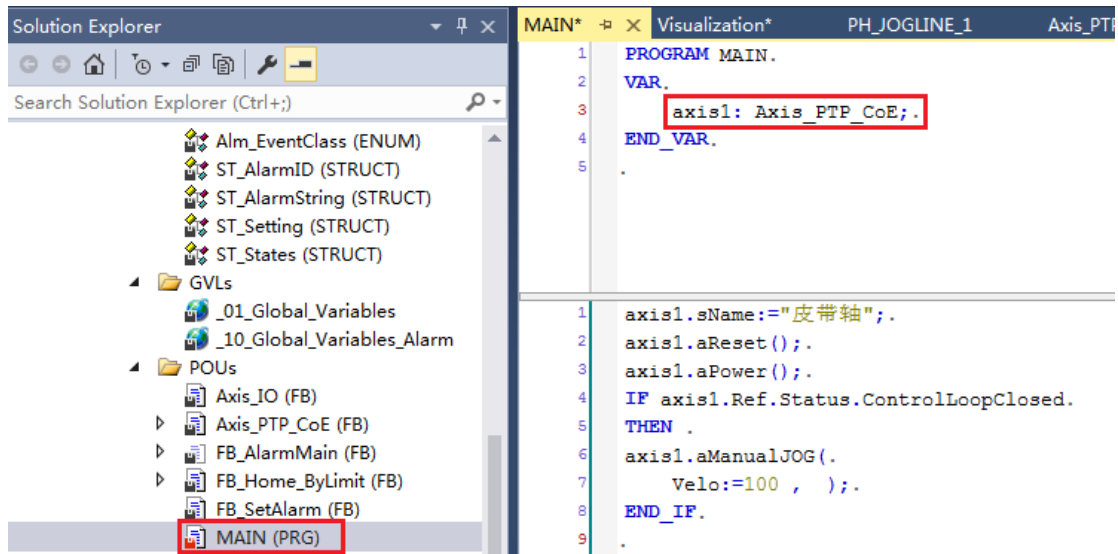 Solution Explorer
Search Solution Explorer (Ctrl+;)
Alm_EventClass (ENUM)
ST_AlarmID (STRUCT)
ST_AlarmString (STRUCT)
ST_Setting (STRUCT)
ST_States (STRUCT)
GVLs
_01_Global_Variables
_10_Global_Variables_Alarm
POUs
Axis_IO (FB)
Axis_PTP_CoE (FB)
FB_AlarmMain (FB)
FB_Home_ByLimit (FB)
FB_SetAlarm (FB)
MAIN (PRG)
MAIN* Visualization* PH_JOGLINE_1 Axis_PTP
1 PROGRAM MAIN.
2 VAR.
3 axis1: Axis_PTP_CoE;.
4 END_VAR.
5 .
1 axis1.sName:="皮带轴";.
2 axis1.aReset();.
3 axis1.aPower();.
4 IF axis1.Ref.Status.ControlLoopClosed.
5 THEN .
6 axis1.aManualJOG(.
7 Velo:=100 , );.
8 END_IF.
9 .